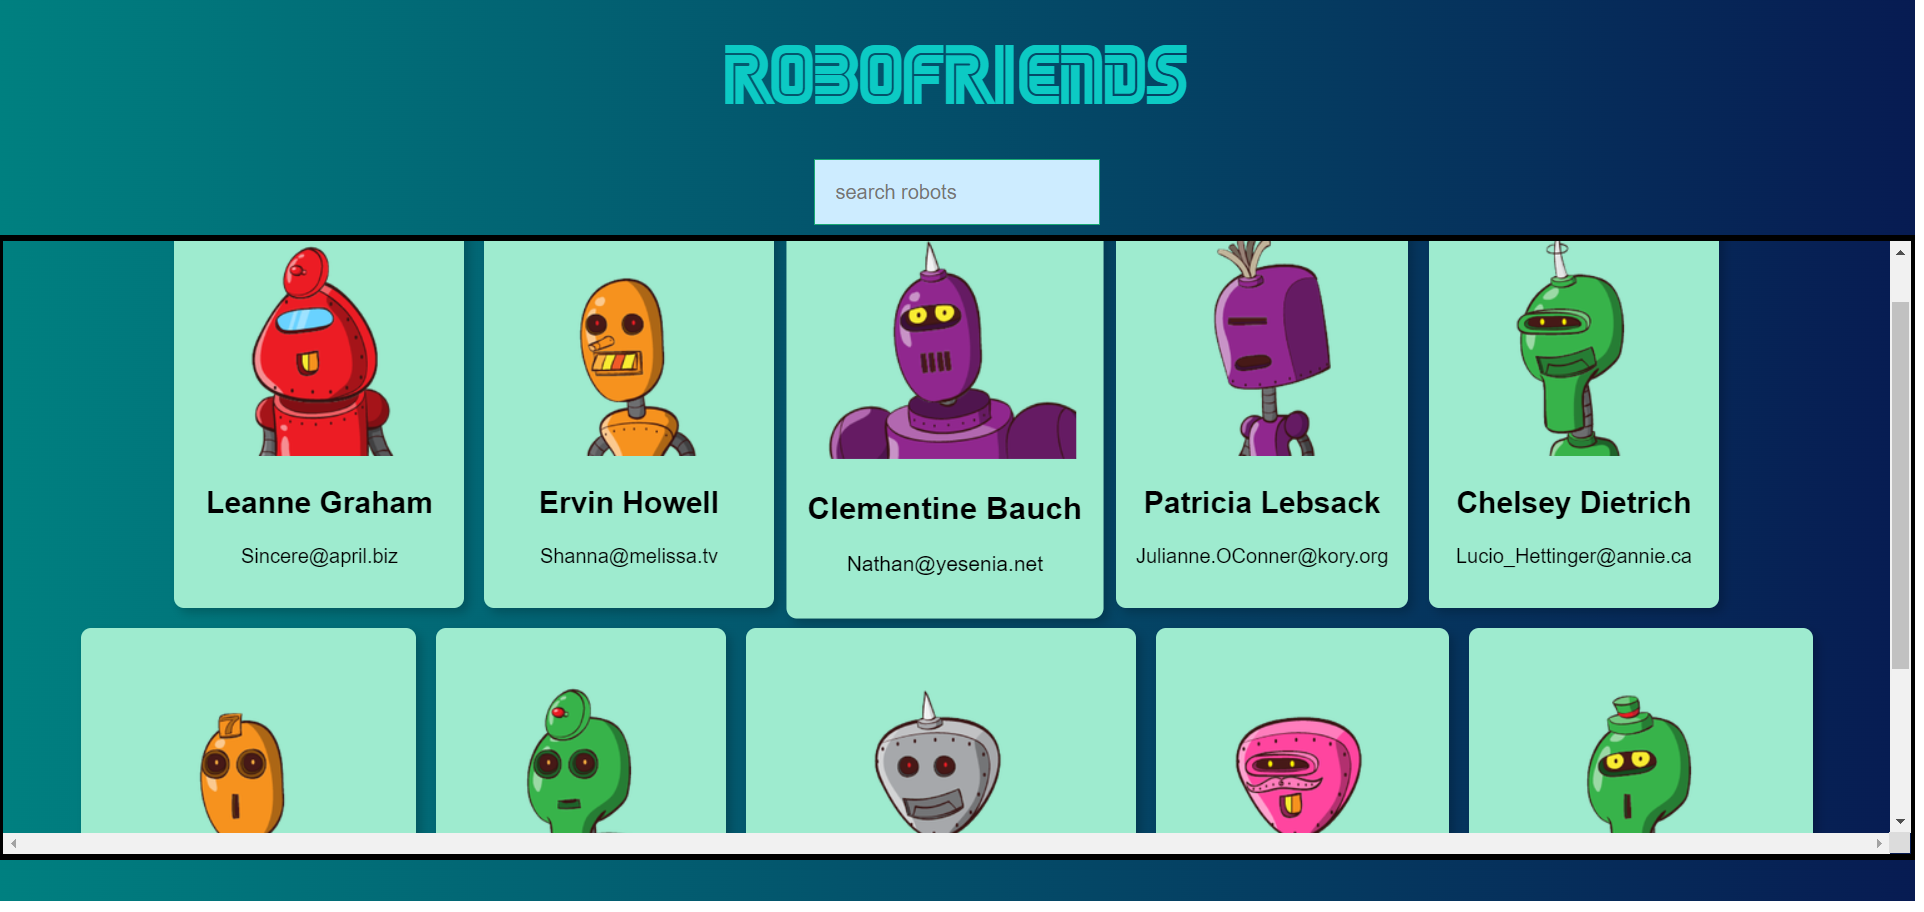 ROBOFRIENDS
search robots
Leanne Graham
Ervin Howell
Clementine Bauch
Patricia Lebsack
Chelsey Dietrich
Sincere@april.biz
Shanna@melissa.tv
Nathan@yesenia.net
Julianne.OConner@kory.org
Lucio_Hettinger@annie.ca
7